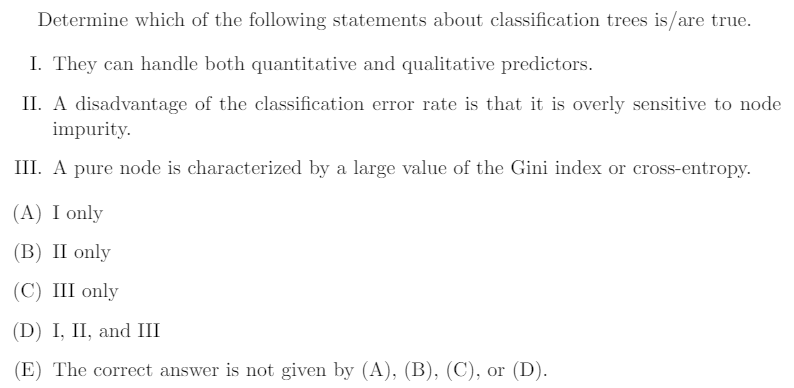 Determine which of the following statements about classification trees is/are true.
I. They can handle both quantitative and qualitative predictors.
II. A disadvantage of the classification error rate is that it is overly sensitive to node
impurity.
III. A pure node is characterized by a large value of the Gini index or cross-entropy.
(A) I only
(B) II only
(C) III only
(D) I, II, and III
(E) The correct answer is not given by (A), (B), (C), or (D).